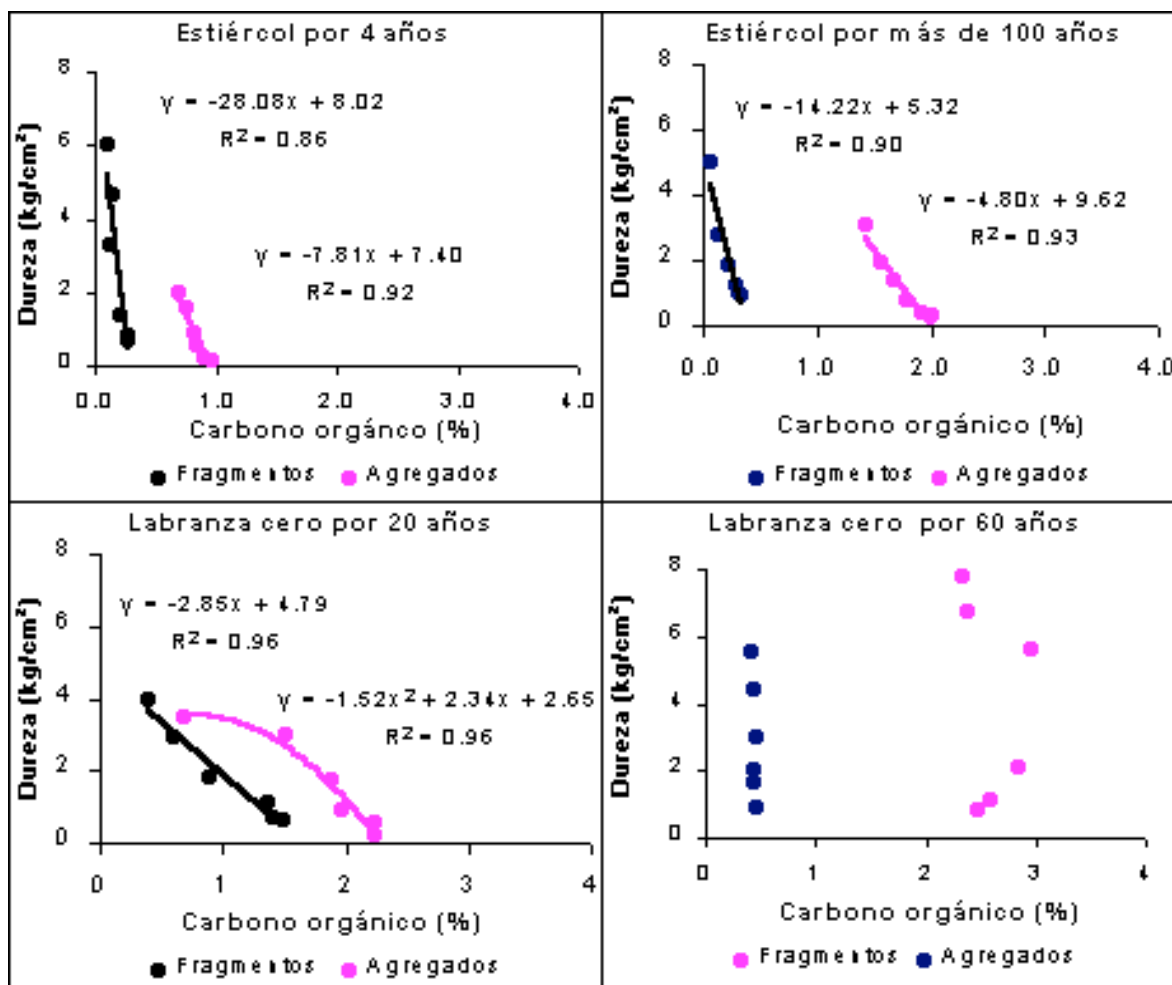 Estiércol por 4 años
Dureza (kg/cm²)
8
6
4
2
0
y = -28.08x + 8.02
R² = 0.86
y = -7.81x + 7.40
R² = 0.92
0.0 1.0 2.0 3.0 4.0
Carbono orgánco (%)
Fragmentos Agregados
Estiércol por más de 100 años
Dureza (kg/cm²)
8
6
4
2
0
y = -14.22x + 5.32
R² = 0.90
y = -4.80x + 9.62
R² = 0.93
0.0 1.0 2.0 3.0 4.0
Carbono orgánico (%)
Fragmentos Agregados
Labranza cero por 20 años
Dureza (kg/cm²)
8
6
4
2
0
y = -2.85x + 4.79
R² = 0.96
y = -1.52x² + 2.34x + 2.65
R² = 0.96
0 1 2 3 4
Carbono orgánico (%)
Fragmentos Agregados
Labranza cero por 60 años
Dureza (kg/cm²)
8
6
4
2
0
0 1 2 3 4
Carbono orgánico (%)
Fragmentos Agregados